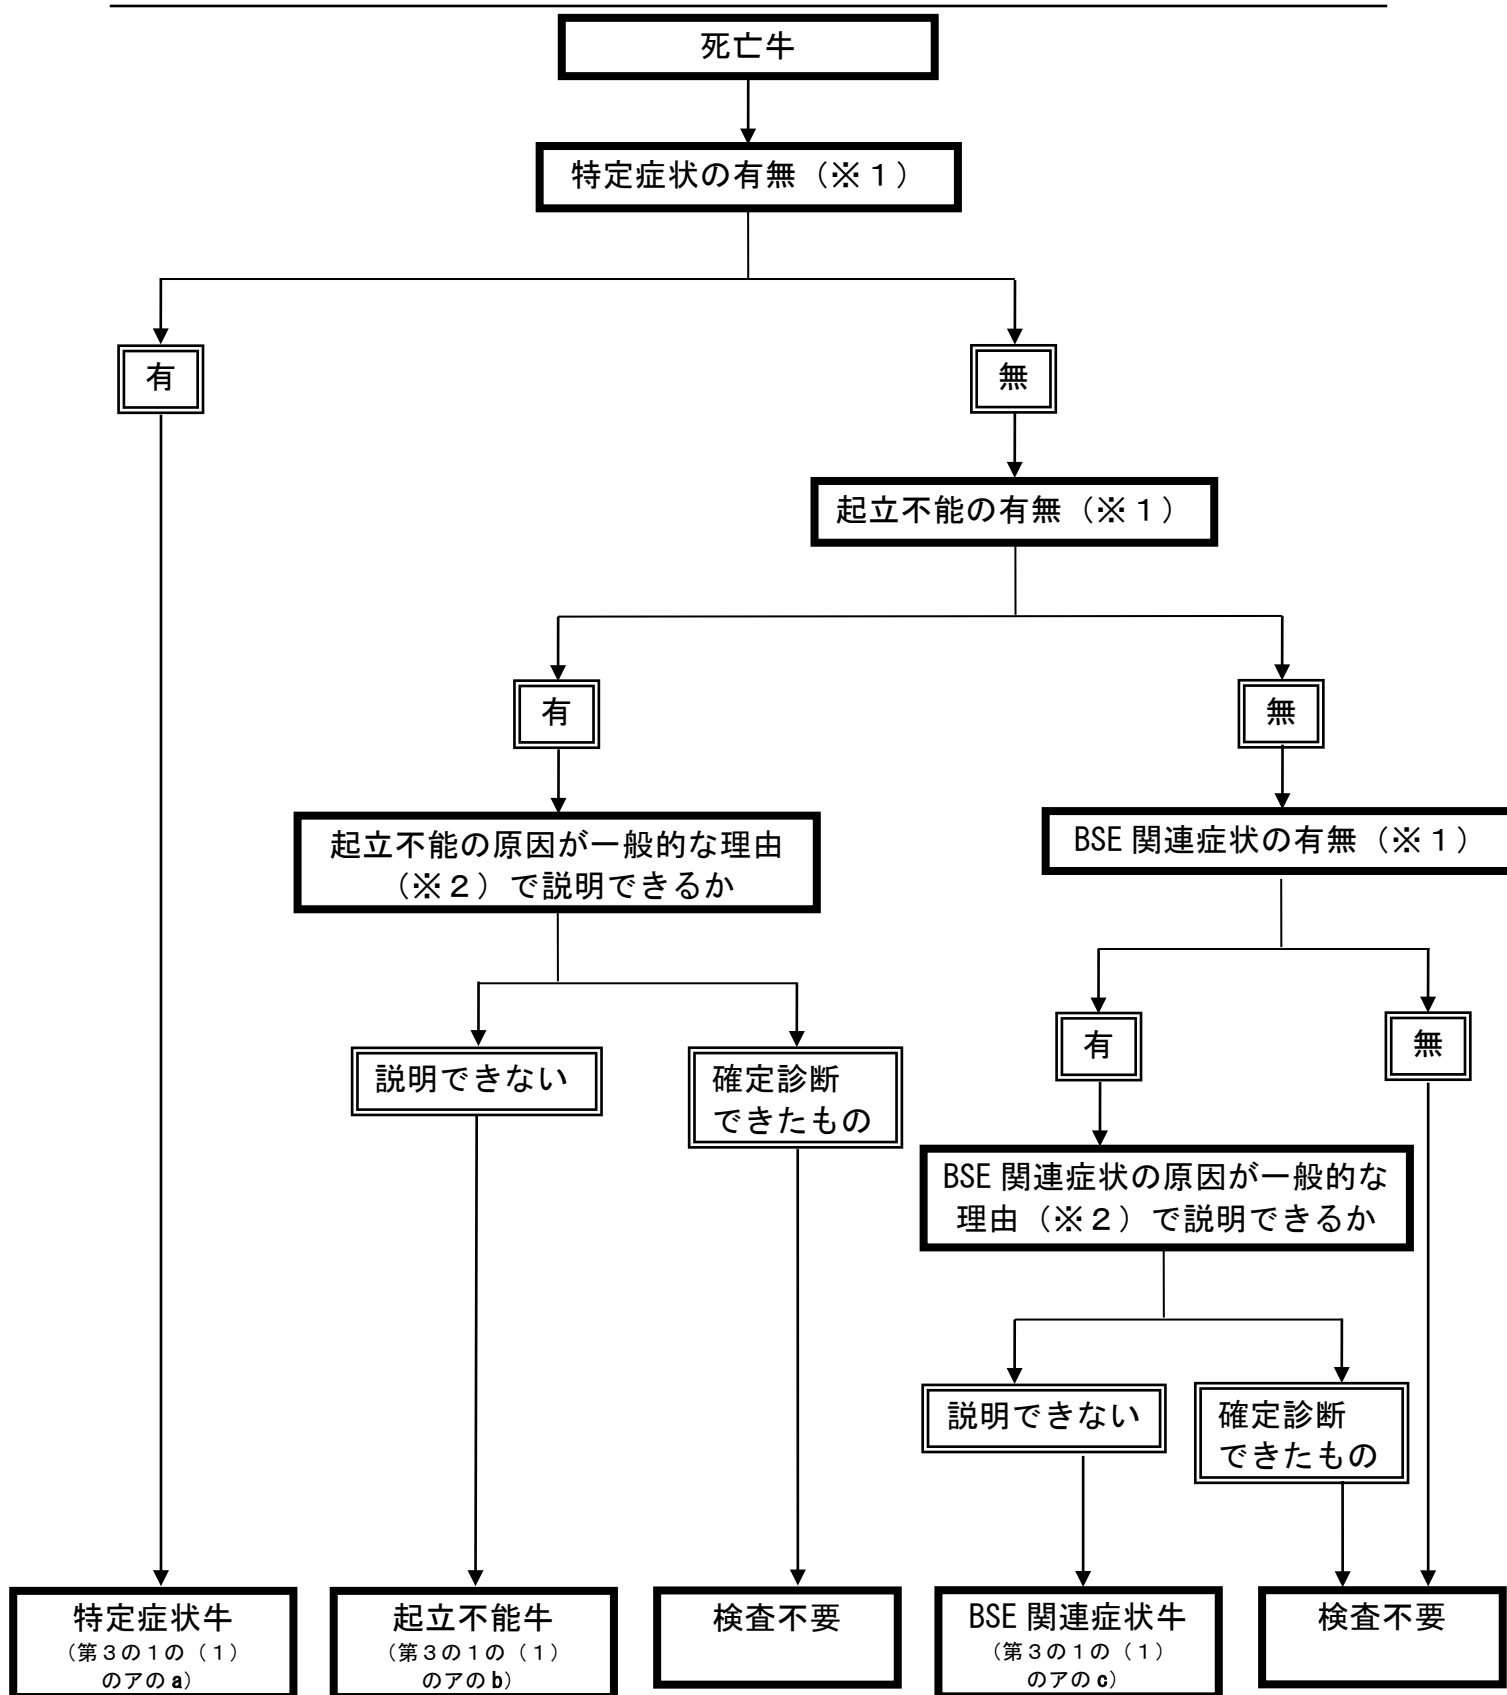 死亡牛
特定症状の有無（※１）
有
無
起立不能の有無（※１）
有
無
起立不能の原因が一般的な理由
（※２）で説明できるか
BSE 関連症状の有無（※１）
有
無
説明できない
確定診断
できたもの
BSE 関連症状の原因が一般的な
理由（※２）で説明できるか
説明できない
確定診断
できたもの
特定症状牛
（第３の１の（１）
のアの a）
起立不能牛
（第３の１の（１）
のアの b）
検査不要
BSE 関連症状牛
（第３の１の（１）
のアの c）
検査不要